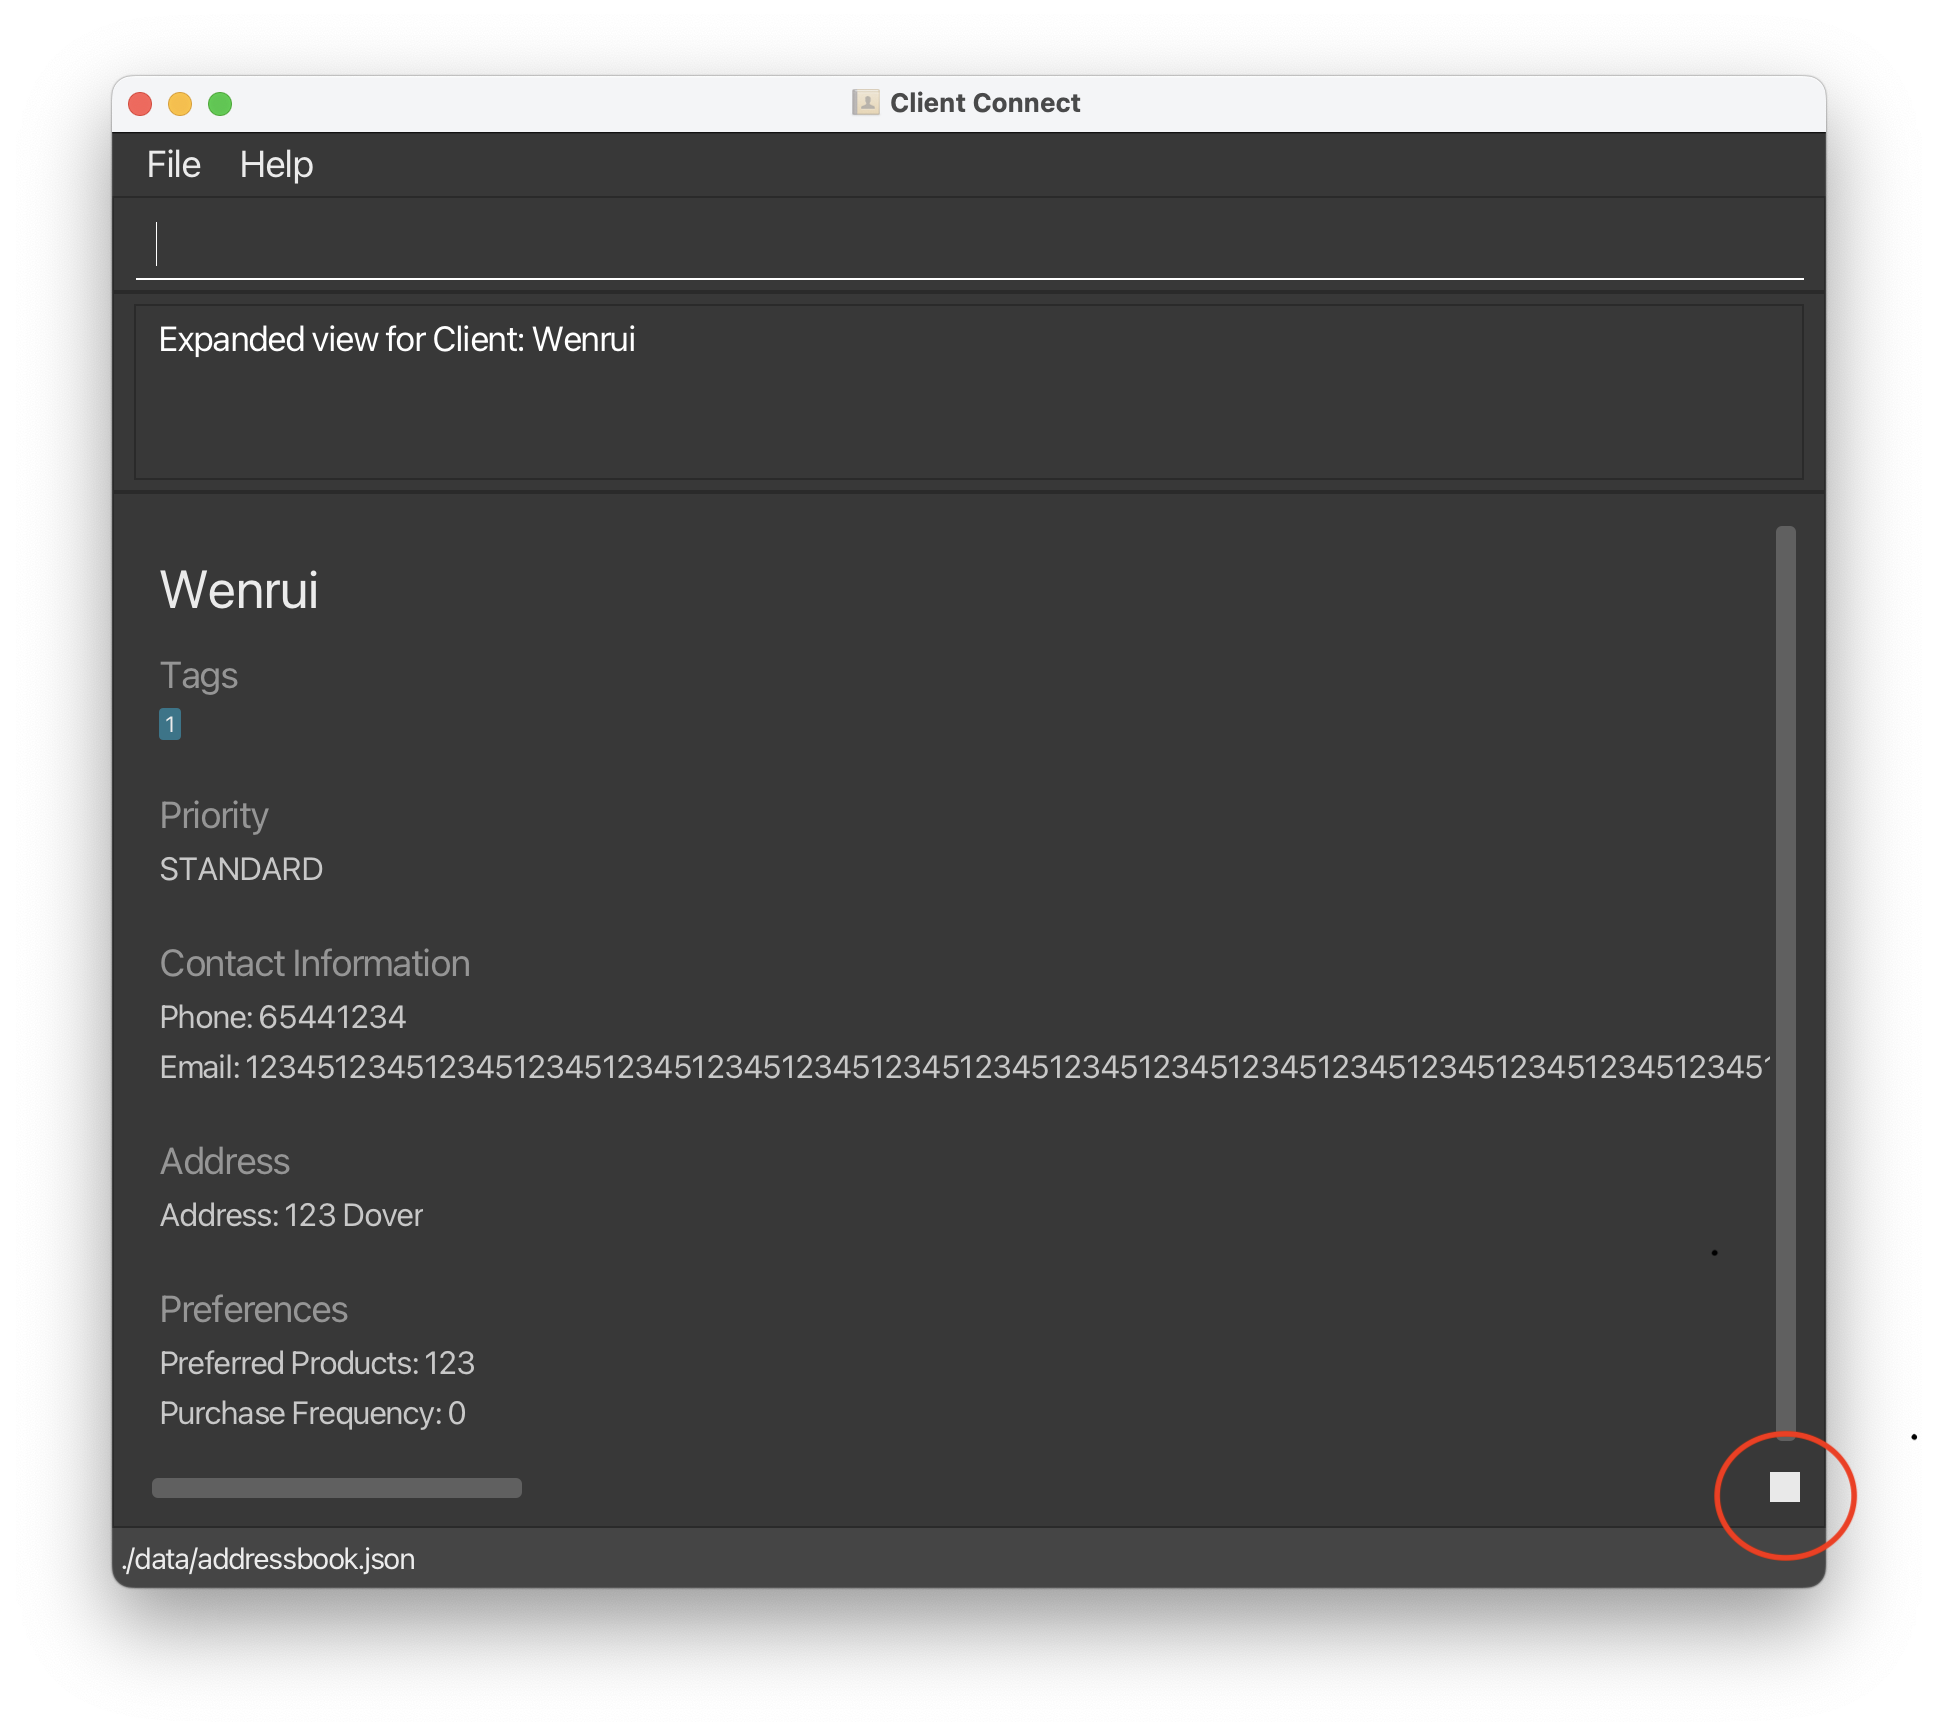 Client Connect
File Help
Expanded view for Client: Wenrui
Wenrui
Tags
1
Priority
STANDARD
Contact Information
Phone: 65441234
Email: 1234512345123451234512345123451234512345123451234512345123451234512345123451234512345
Address
Address: 123 Dover
Preferences
Preferred Products: 123
Purchase Frequency: 0
./data/addressbook.json